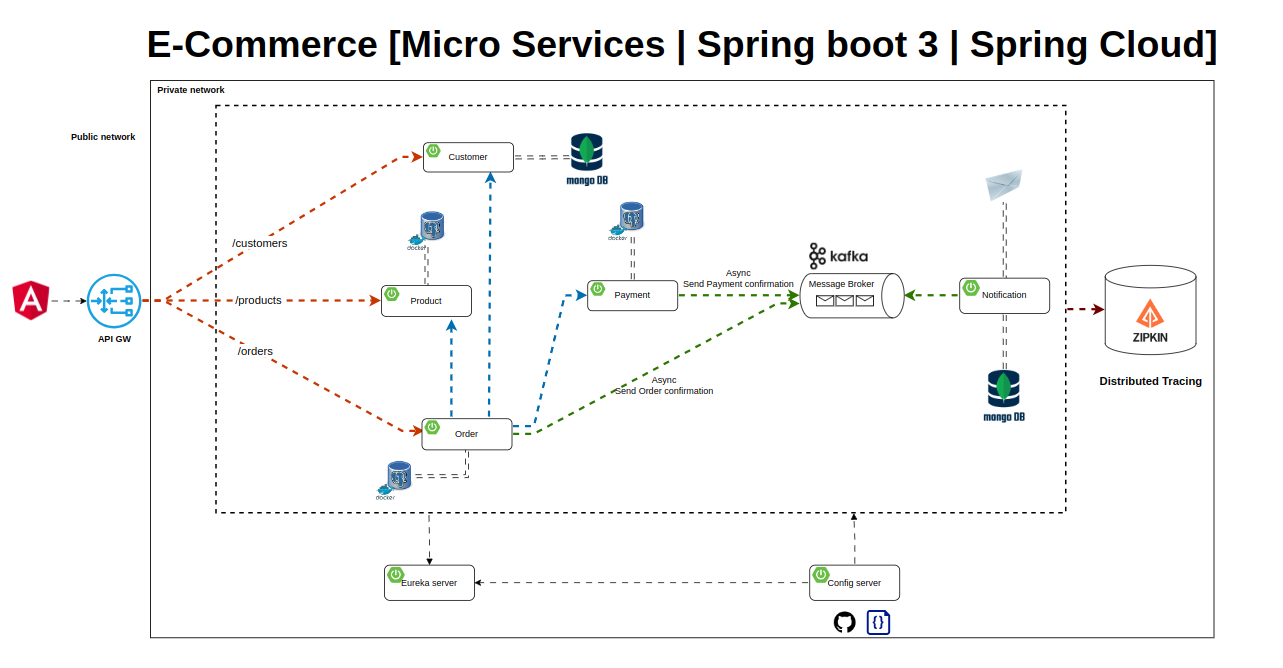 E-Commerce [Micro Services | Spring boot 3 | Spring Cloud]
Private network
Public network
Customer
mongo DB
docker
docker
/customers
kafka
Async
Send Payment confirmation
Message Broker
/products
Product
Payment
Notification
API GW
ZIPKIN
/orders
Async
Send Order confirmation
Distributed Tracing
mongo DB
Order
docker
Eureka server
Config server
{}